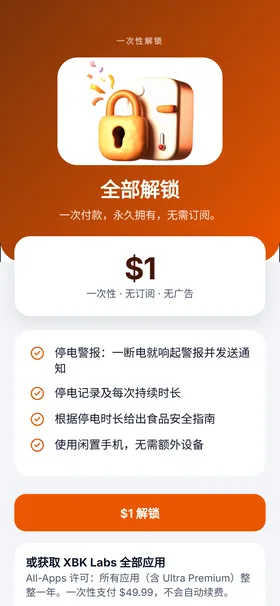 一次性解锁
全部解锁
一次付款，永久拥有，无需订阅。
$1
一次性 · 无订阅 · 无广告
停电警报：一断电就响起警报并发送通
知
停电记录及每次持续时长
根据停电时长给出食品安全指南
使用闲置手机，无需额外设备
$1 解锁
或获取 XBK Labs 全部应用
All-Apps 许可：所有应用（含 Ultra Premium）整
整一年。一次性支付 $49.99，不会自动续费。